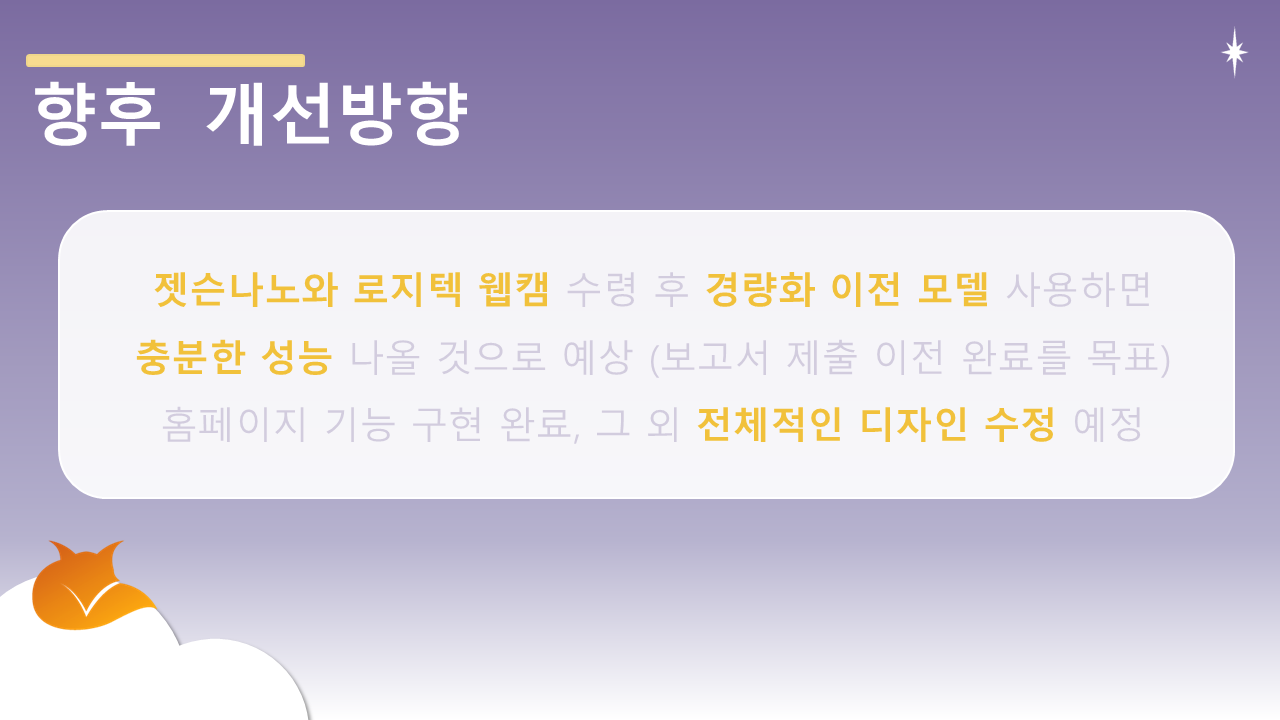 향후 개선방향
젯슨나노와 로지텍 웹캠 수령 후 경량화 이전 모델 사용하면
충분한 성능 나올 것으로 예상 (보고서 제출 이전 완료를 목표)
홈페이지 기능 구현 완료, 그 외 전체적인 디자인 수정 예정